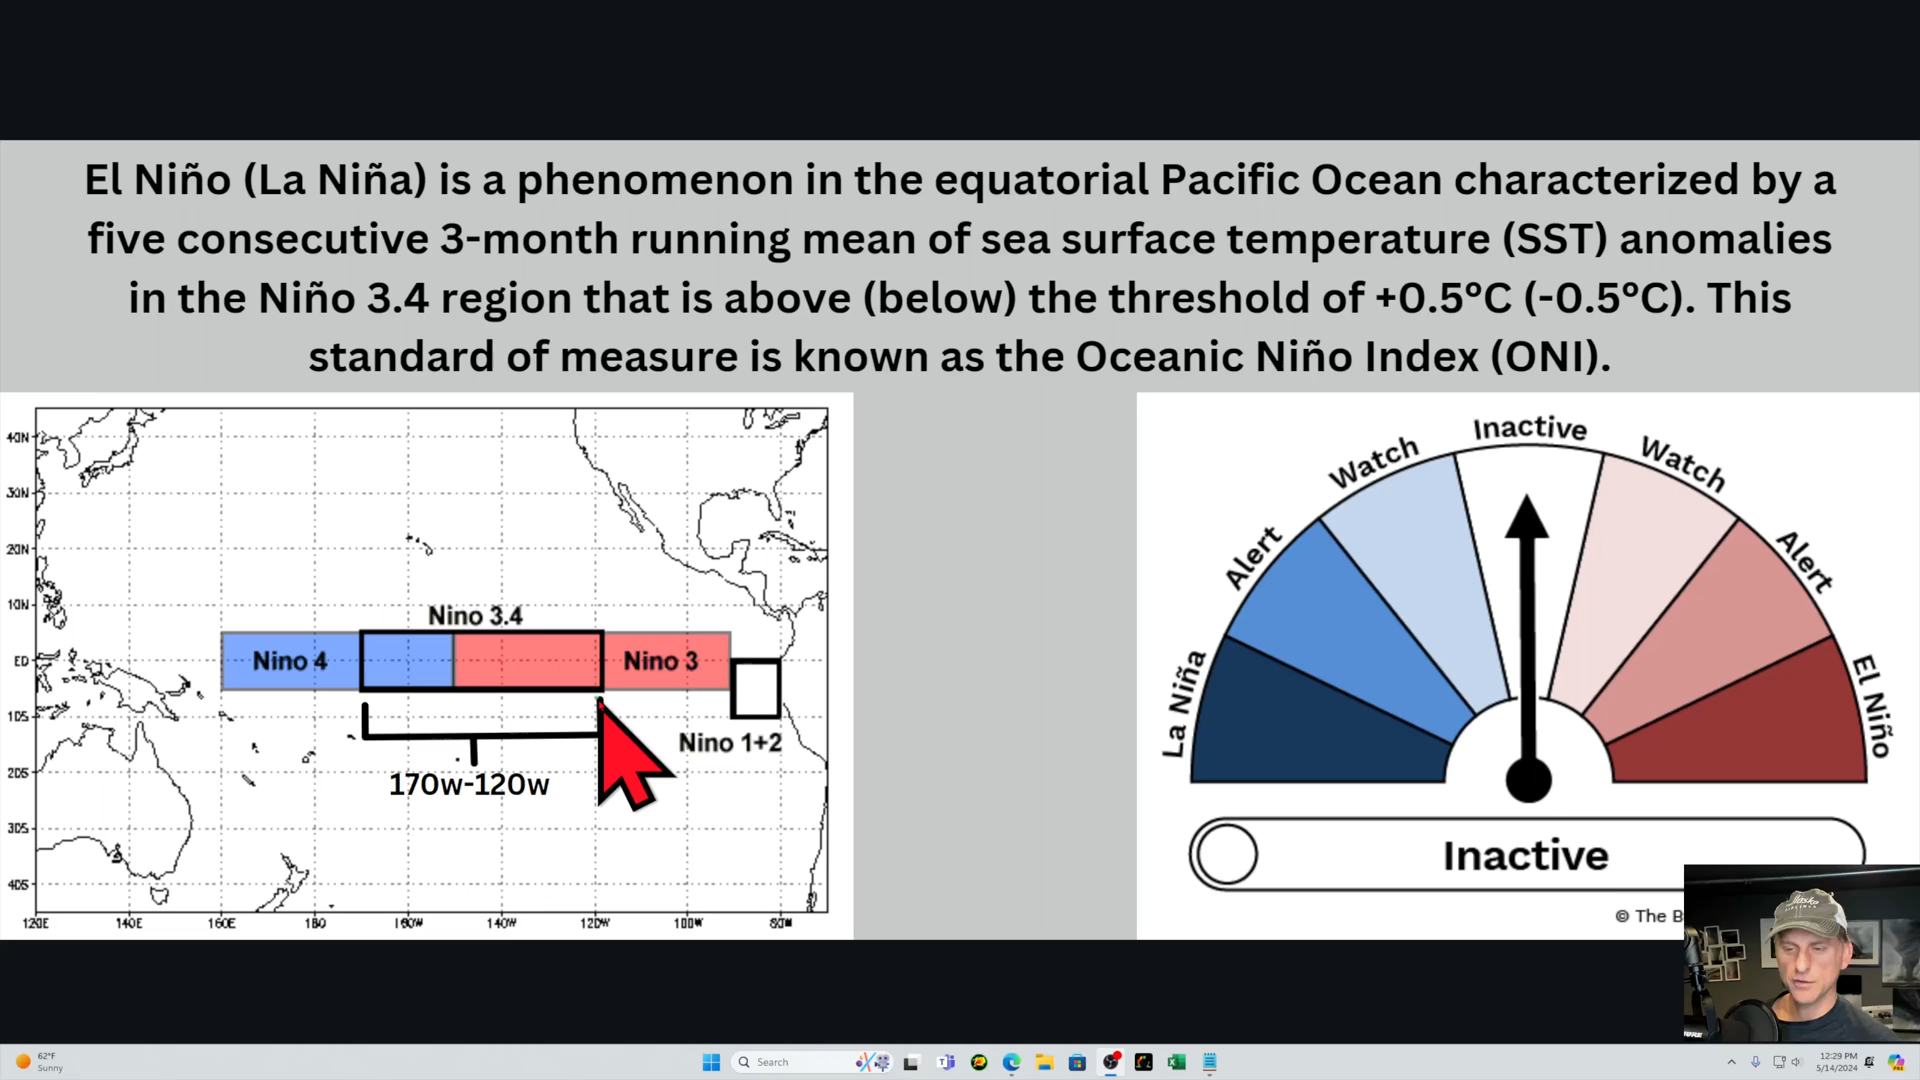 El Niño (La Niña) is a phenomenon in the equatorial Pacific Ocean characterized by a
five consecutive 3-month running mean of sea surface temperature (SST) anomalies
in the Niño 3.4 region that is above (below) the threshold of +0.5°C (-0.5°C). This
standard of measure is known as the Oceanic Niño Index (ONI).
40N
30N
20N
10N
EQ
10S
20S
30S
40S
120E 140E 160E 180 160W 140W 120W 100W 80W
Nino 3.4
Nino 4
Nino 3
Nino 1+2
170w-120w
Inactive
Watch
Watch
Alert
Alert
La Niña
El Niño
Inactive
© The B
62°F
Sunny
Search
12:29 PM
5/14/2024